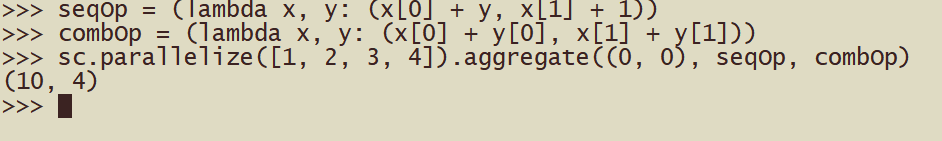 >>> seqOp = (lambda x, y: (x[0] + y, x[1] + 1))
>>> combOp = (lambda x, y: (x[0] + y[0], x[1] + y[1]))
>>> sc.parallelize([1, 2, 3, 4]).aggregate((0, 0), seqOp, combOp)
(10, 4)
>>>